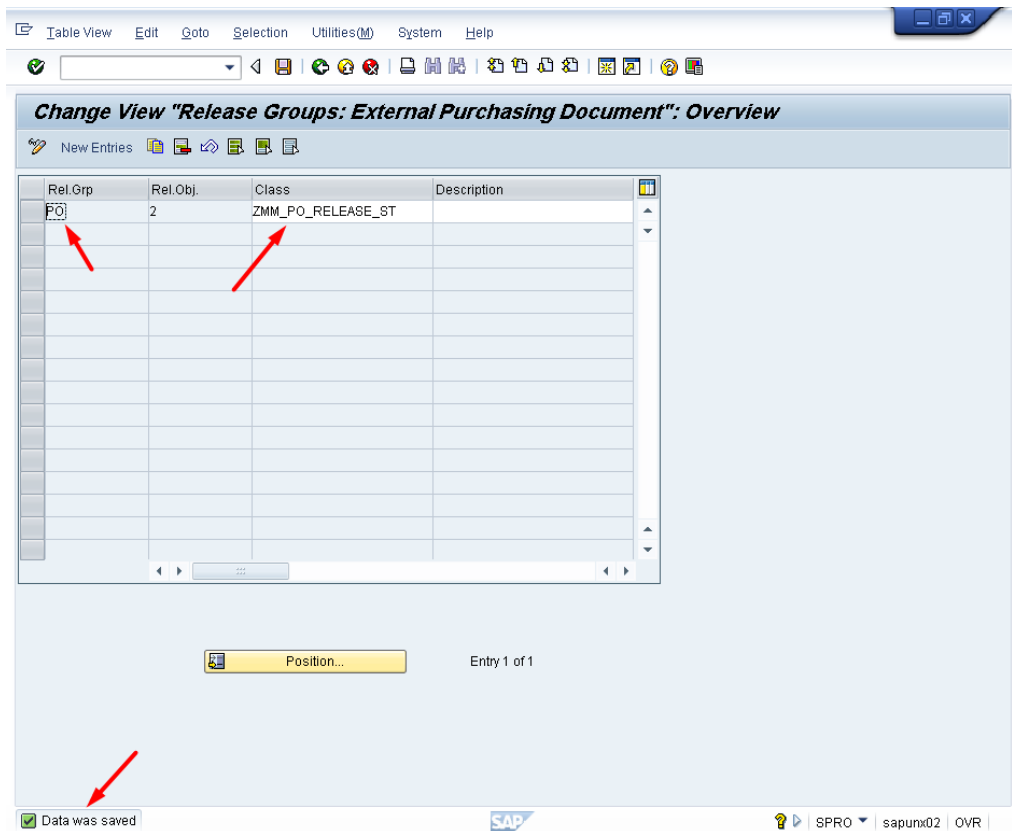 Table View Edit Goto Selection Utilities(M) System Help
Change View "Release Groups: External Purchasing Document": Overview
New Entries
Rel.Grp Rel.Obj. Class Description
PO 2 ZMM_PO_RELEASE_ST
Position... Entry 1 of 1
Data was saved SAP SPRO sapunx02 OVR